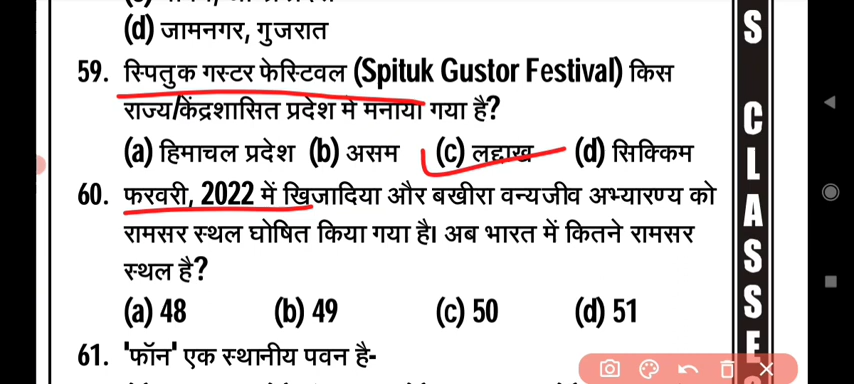 (d) जामनगर, गुजरात
59. स्पितुक गस्टर फेस्टिवल (Spituk Gustor Festival) किस
राज्य/केंद्रशासित प्रदेश में मनाया गया है?
(a) हिमाचल प्रदेश (b) असम (c) लद्दाख (d) सिक्किम
60. फरवरी, 2022 में खिजादिया और बखीरा वन्यजीव अभ्यारण्य को
रामसर स्थल घोषित किया गया है। अब भारत में कितने रामसर
स्थल है?
(a) 48 (b) 49 (c) 50 (d) 51
61. 'फॉन' एक स्थानीय पवन है-
S CLASSE